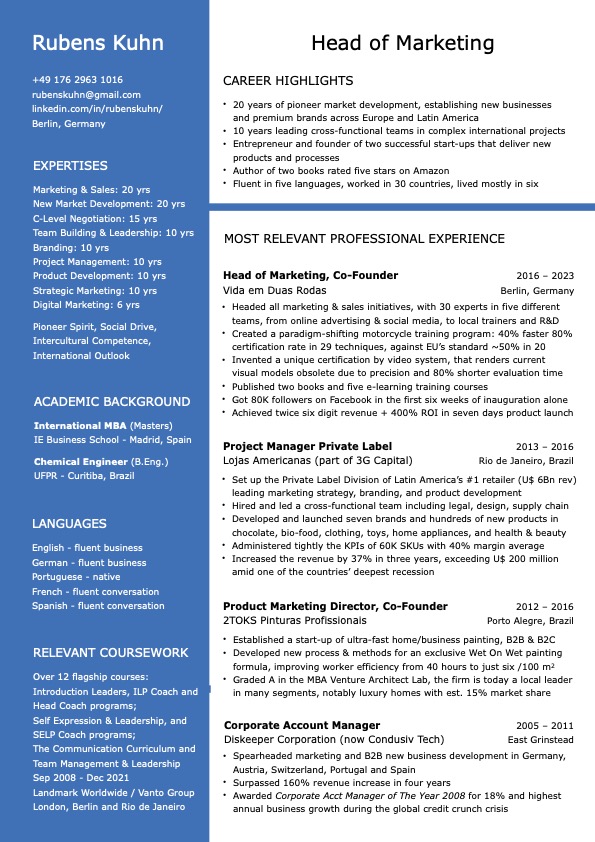 Rubens Kuhn
+49 176 2963 1016
rubenskuhn@gmail.com
linkedin.com/in/rubenskuhn/
Berlin, Germany
EXPERTISES
Marketing & Sales: 20 yrs
New Market Development: 20 yrs
C-Level Negotiation: 15 yrs
Team Building & Leadership: 10 yrs
Branding: 10 yrs
Project Management: 10 yrs
Product Development: 10 yrs
Strategic Marketing: 10 yrs
Digital Marketing: 6 yrs
Pioneer Spirit, Social Drive,
Intercultural Competence,
International Outlook
ACADEMIC BACKGROUND
International MBA (Masters)
IE Business School - Madrid, Spain
Chemical Engineer (B.Eng.)
UFPR - Curitiba, Brazil
LANGUAGES
English - fluent business
German - fluent business
Portuguese - native
French - fluent conversation
Spanish - fluent conversation
RELEVANT COURSEWORK
Over 12 flagship courses:
Introduction Leaders, ILP Coach and
Head Coach programs;
Self Expression & Leadership, and
SELP Coach programs;
The Communication Curriculum and
Team Management & Leadership
Sep 2008 - Dec 2021
Landmark Worldwide / Vanto Group
London, Berlin and Rio de Janeiro
Head of Marketing
CAREER HIGHLIGHTS
• 20 years of pioneer market development, establishing new businesses
and premium brands across Europe and Latin America
• 10 years leading cross-functional teams in complex international projects
• Entrepreneur and founder of two successful start-ups that deliver new
products and processes
• Author of two books rated five stars on Amazon
• Fluent in five languages, worked in 30 countries, lived mostly in six
MOST RELEVANT PROFESSIONAL EXPERIENCE
Head of Marketing, Co-Founder 2016 – 2023
Vida em Duas Rodas Berlin, Germany
• Headed all marketing & sales initiatives, with 30 experts in five different
teams, from online advertising & social media, to local trainers and R&D
• Created a paradigm-shifting motorcycle training program: 40% faster 80%
certification rate in 29 techniques, against EU's standard ~50% in 20
• Invented a unique certification by video system, that renders current
visual models obsolete due to precision and 80% shorter evaluation time
• Published two books and five e-learning training courses
• Got 80K followers on Facebook in the first six weeks of inauguration alone
• Achieved twice six digit revenue + 400% ROI in seven days product launch
Project Manager Private Label 2013 – 2016
Lojas Americanas (part of 3G Capital) Rio de Janeiro, Brazil
• Set up the Private Label Division of Latin America's #1 retailer (U$ 6Bn rev)
leading marketing strategy, branding, and product development
• Hired and led a cross-functional team including legal, design, supply chain
• Developed and launched seven brands and hundreds of new products in
chocolate, bio-food, clothing, toys, home appliances, and health & beauty
• Administered tightly the KPIs of 60K SKUs with 40% margin average
• Increased the revenue by 37% in three years, exceeding U$ 200 million
amid one of the countries' deepest recession
Product Marketing Director, Co-Founder 2012 – 2016
2TOKS Pinturas Profissionais Porto Alegre, Brazil
• Established a start-up of ultra-fast home/business painting, B2B & B2C
• Developed new process & methods for an exclusive Wet On Wet painting
formula, improving worker efficiency from 40 hours to just six /100 m²
• Graded A in the MBA Venture Architect Lab, the firm is today a local leader
in many segments, notably luxury homes with est. 15% market share
Corporate Account Manager 2005 – 2011
Diskeeper Corporation (now Condusiv Tech) East Grinstead
• Spearheaded marketing and B2B new business development in Germany,
Austria, Switzerland, Portugal and Spain
• Surpassed 160% revenue increase in four years
• Awarded Corporate Acct Manager of The Year 2008 for 18% and highest
annual business growth during the global credit crunch crisis